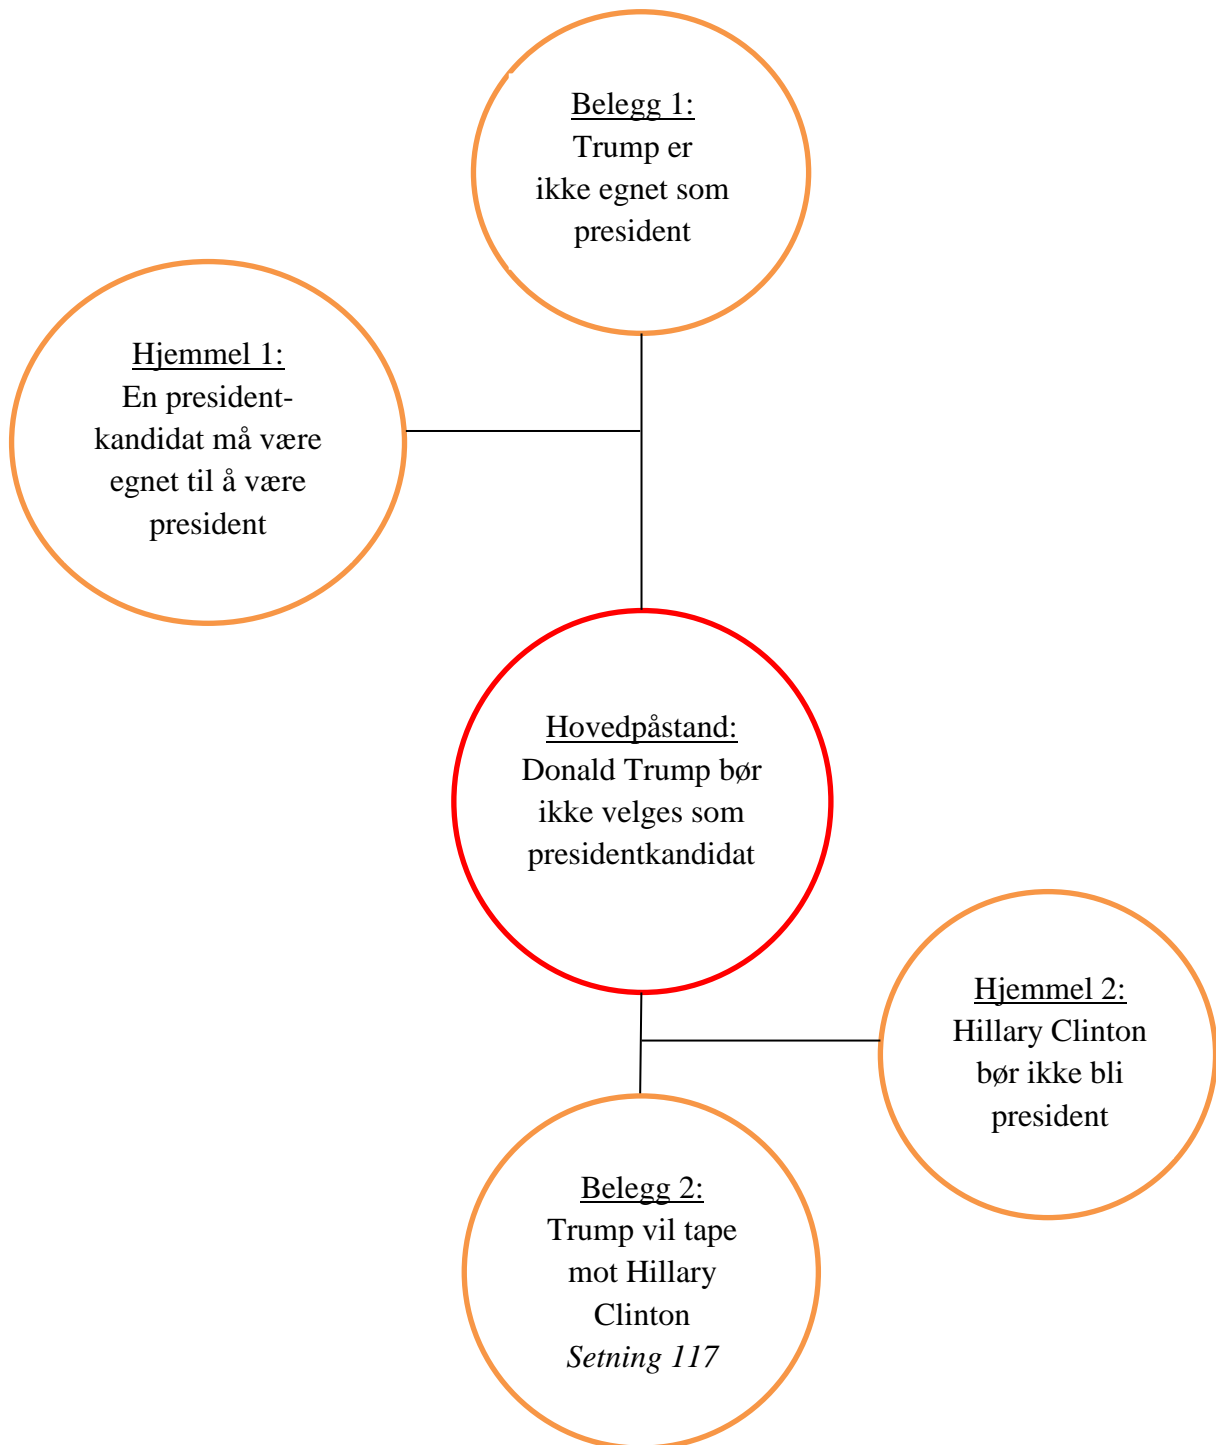 Belegg 1:
Trump er
ikke egnet som
president
Hjemmel 1:
En president-
kandidat må være
egnet til å være
president
Hovedpåstand:
Donald Trump bør
ikke velges som
presidentkandidat
Hjemmel 2:
Hillary Clinton
bør ikke bli
president
Belegg 2:
Trump vil tape
mot Hillary
Clinton
Setning 117